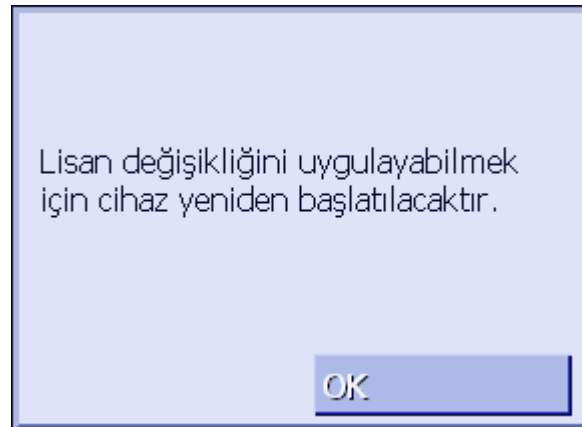 Lisan değişikliğini uygulayabilmek
için cihaz yeniden başlatılacaktır.
OK